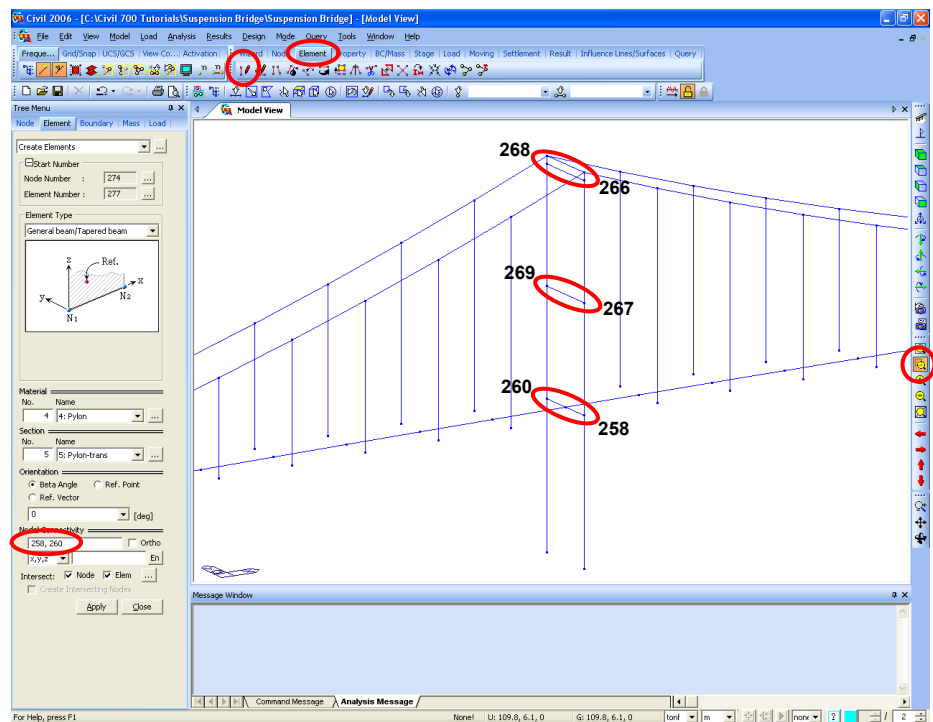 Civil 2006 - [C:\Civil 700 Tutorials\Suspension Bridge\Suspension Bridge] - [Model View]
File Edit View Model Load Analysis Results Design Mode Query Tools Window Help
Freque... Grid/Snap UCS/GCS View Co... Activation Node Element Property BC/Mass Stage Load Moving Settlement Result Influence Lines/Surfaces Query
Tree Menu
Model View
Node Element Boundary Mass Load
Create Elements
Start Number
Node Number : 274
Element Number : 277
Element Type
General beam/Tapered beam
z Ref. x
y N1 N2
Material
No. Name
4 4: Pylon
Section
No. Name
5 5: Pylon-trans
Orientation
Beta Angle Ref. Point
Ref. Vector
0 [deg]
Nodal Connectivity
258, 260 Ortho
x,y,z En
Intersect: Node Elem ...
Create Intersecting Nodes
Apply Close
268
266
269
267
260
258
Message Window
Command Message Analysis Message
For Help, press F1 None! U: 109.8, 6.1, 0 G: 109.8, 6.1, 0 tonf m non ? / 2